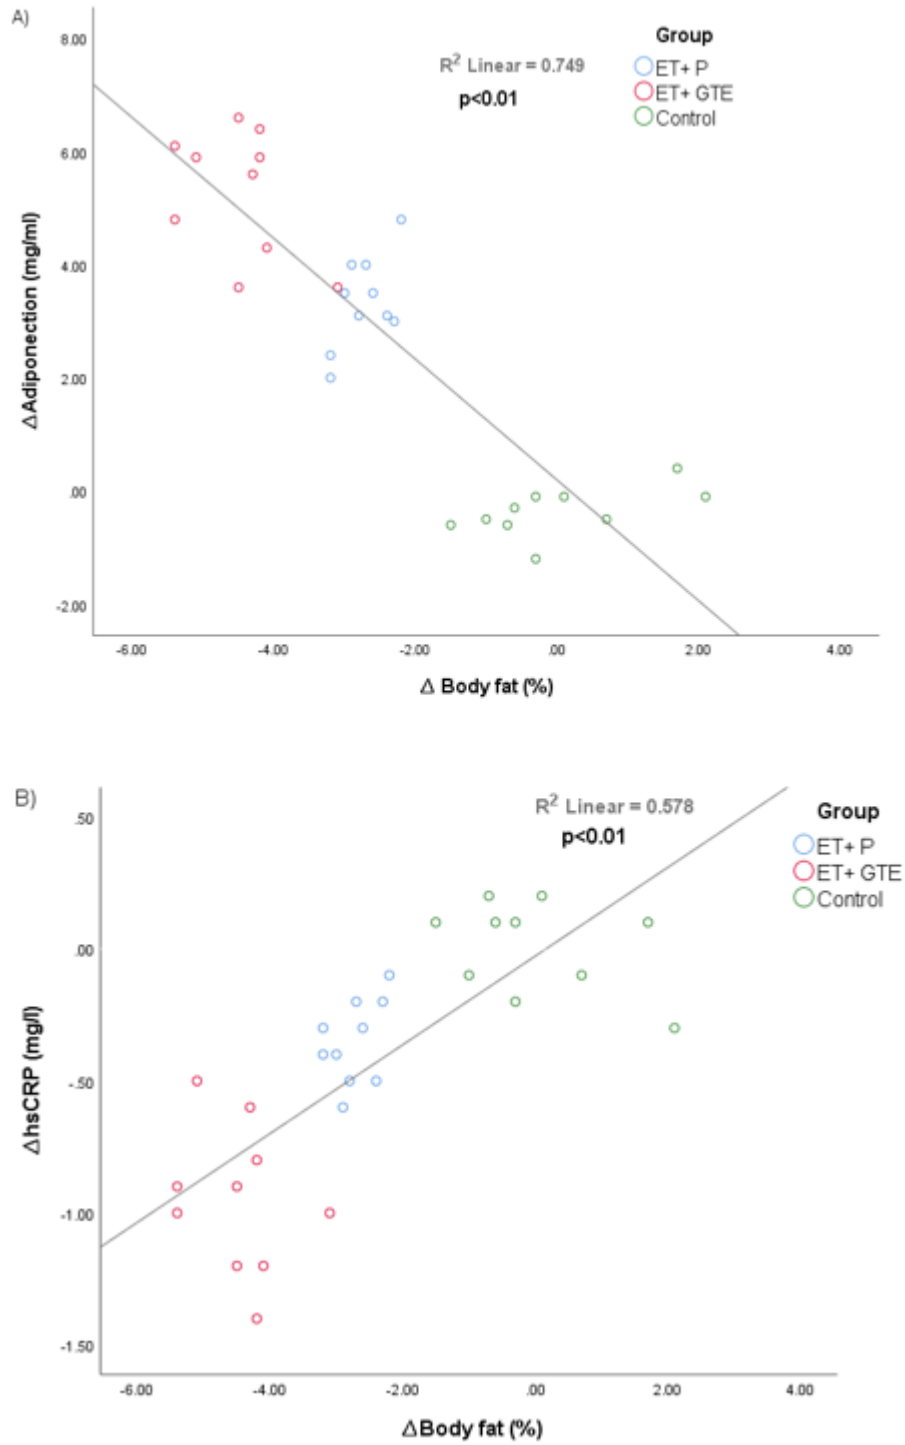 A)
8.00
6.00
4.00
2.00
.00
-2.00
ΔAdiponection (mg/ml)
R² Linear = 0.749
p<0.01
Group
ET+ P
ET+ GTE
Control
-6.00 -4.00 -2.00 .00 2.00 4.00
Δ Body fat (%)
B)
.50
.00
-.50
-1.00
-1.50
ΔhsCRP (mg/l)
R² Linear = 0.578
p<0.01
Group
ET+ P
ET+ GTE
Control
-6.00 -4.00 -2.00 .00 2.00 4.00
ΔBody fat (%)